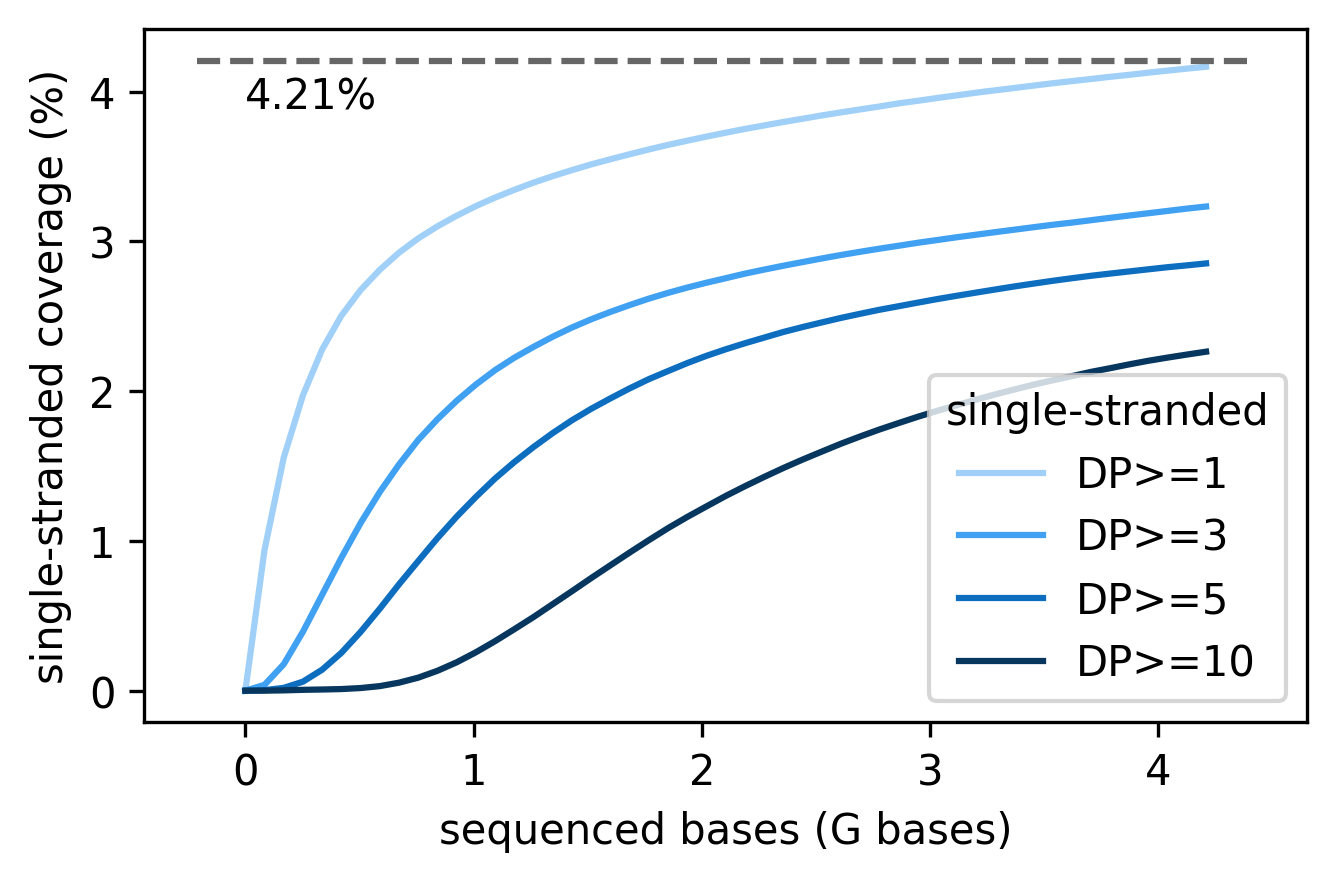 4.21%
single-stranded coverage (%)
4
3
2
1
0
single-stranded
DP>=1
DP>=3
DP>=5
DP>=10
0 1 2 3 4
sequenced bases (G bases)